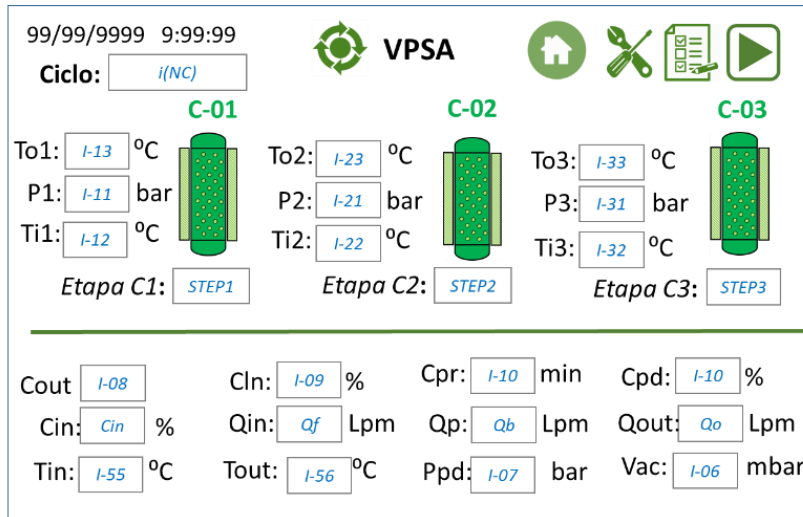 99/99/9999 9:99:99
VPSA
Ciclo: i(NC)
C-01 C-02 C-03
To1: I-13 ºC To2: I-23 ºC To3: I-33 ºC
P1: I-11 bar P2: I-21 bar P3: I-31 bar
Ti1: I-12 ºC Ti2: I-22 ºC Ti3: I-32 ºC
Etapa C1: STEP1 Etapa C2: STEP2 Etapa C3: STEP3
Cout I-08 Cln: I-09 % Cpr: I-10 min Cpd: I-10 %
Cin: Cin % Qin: Qf Lpm Qp: Qb Lpm Qout: Qo Lpm
Tin: I-55 ºC Tout: I-56 ºC Ppd: I-07 bar Vac: I-06 mbar